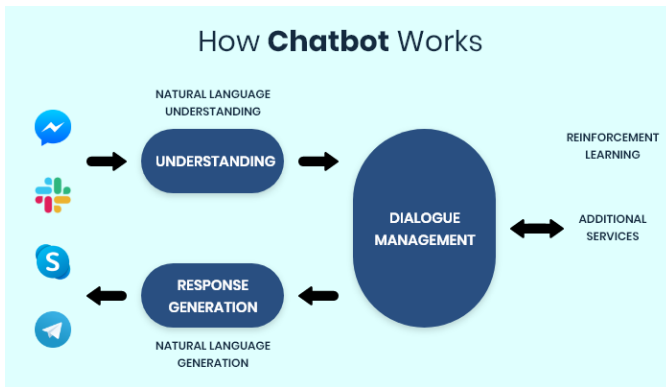 How Chatbot Works
NATURAL LANGUAGE
UNDERSTANDING
UNDERSTANDING
DIALOGUE
MANAGEMENT
REINFORCEMENT
LEARNING
ADDITIONAL
SERVICES
S
RESPONSE
GENERATION
NATURAL LANGUAGE
GENERATION